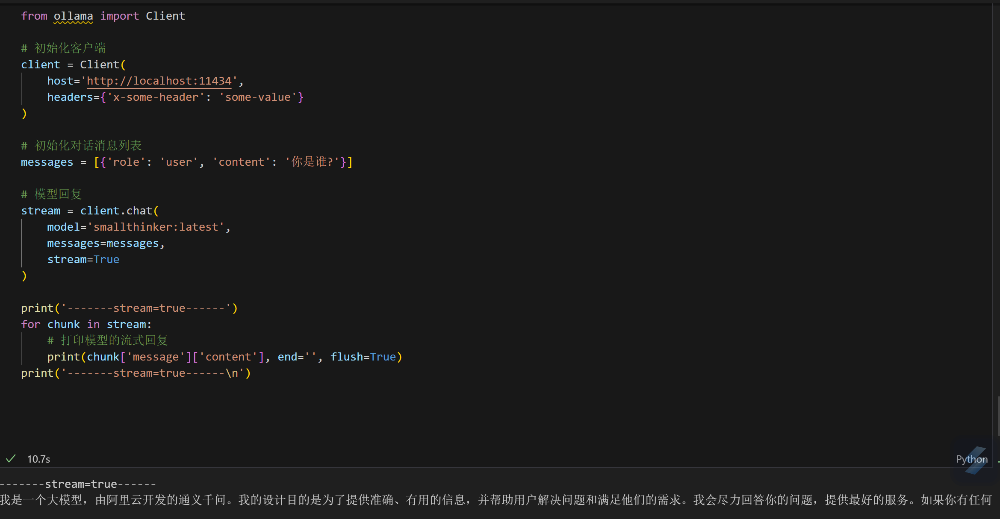 from ollama import Client
# 初始化客户端
client = Client(
    host='http://localhost:11434',
    headers={'x-some-header': 'some-value'}
)
# 初始化对话消息列表
messages = [{'role': 'user', 'content': '你是谁?'}]
# 模型回复
stream = client.chat(
    model='smallthinker:latest',
    messages=messages,
    stream=True
)
print('-------stream=true------')
for chunk in stream:
    # 打印模型的流式回复
    print(chunk['message']['content'], end='', flush=True)
print('-------stream=true------\n')
10.7s
Python
-------stream=true------
我是一个大模型，由阿里云开发的通义千问。我的设计目的是为了提供准确、有用的信息，并帮助用户解决问题和满足他们的需求。我会尽力回答你的问题，提供最好的服务。如果你有任何